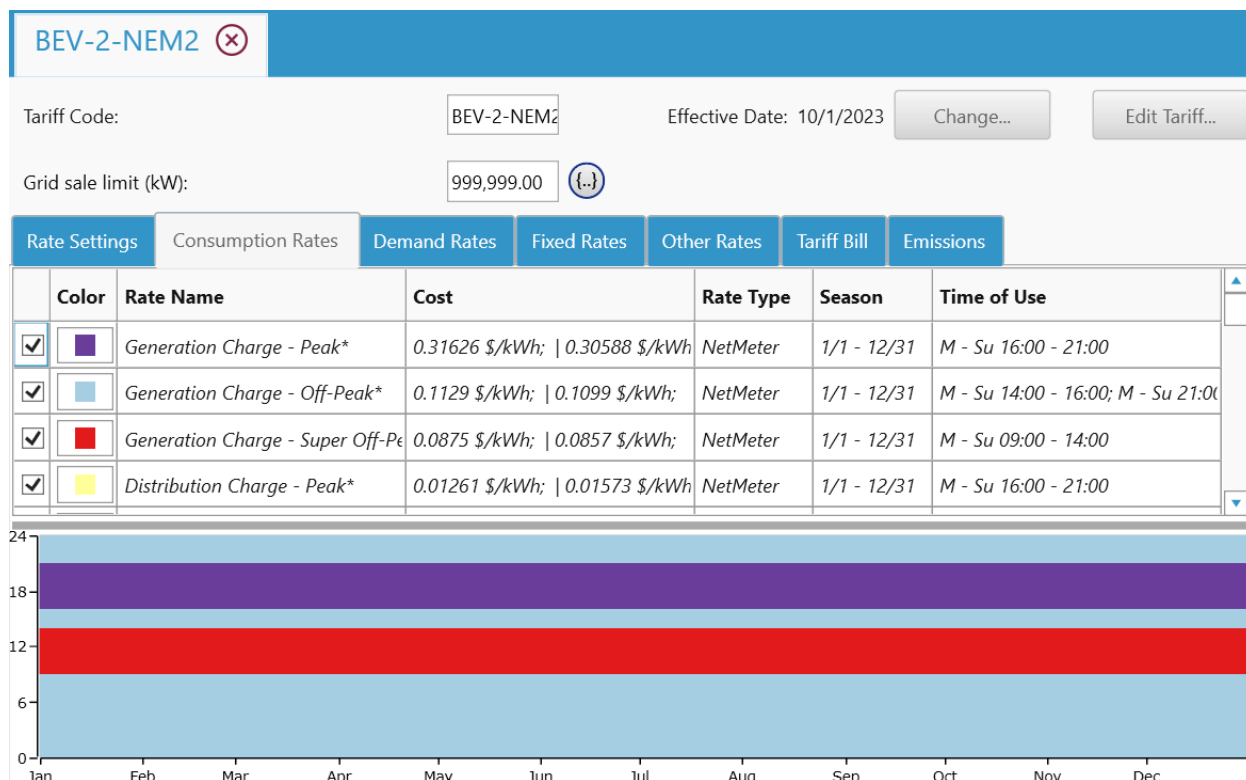 BEV-2-NEM2
Tariff Code: BEV-2-NEM2 Effective Date: 10/1/2023 Change... Edit Tariff...
Grid sale limit (kW): 999,999.00 {..}
Rate Settings Consumption Rates Demand Rates Fixed Rates Other Rates Tariff Bill Emissions
Color Rate Name Cost Rate Type Season Time of Use
Generation Charge - Peak* 0.31626 $/kWh; | 0.30588 $/kWh NetMeter 1/1 - 12/31 M - Su 16:00 - 21:00
Generation Charge - Off-Peak* 0.1129 $/kWh; | 0.1099 $/kWh; NetMeter 1/1 - 12/31 M - Su 14:00 - 16:00; M - Su 21:00
Generation Charge - Super Off-Pe 0.0875 $/kWh; | 0.0857 $/kWh; NetMeter 1/1 - 12/31 M - Su 09:00 - 14:00
Distribution Charge - Peak* 0.01261 $/kWh; | 0.01573 $/kWh NetMeter 1/1 - 12/31 M - Su 16:00 - 21:00
24
18
12
6
0
Jan Feb Mar Apr May Jun Jul Aug Sep Oct Nov Dec